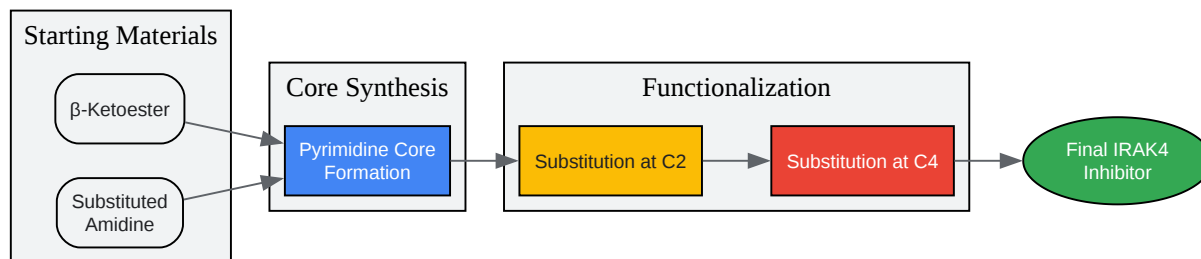 Starting Materials
β-Ketoester
Substituted
Amidine
Core Synthesis
Pyrimidine Core
Formation
Functionalization
Substitution at C2
Substitution at C4
Final IRAK4
Inhibitor